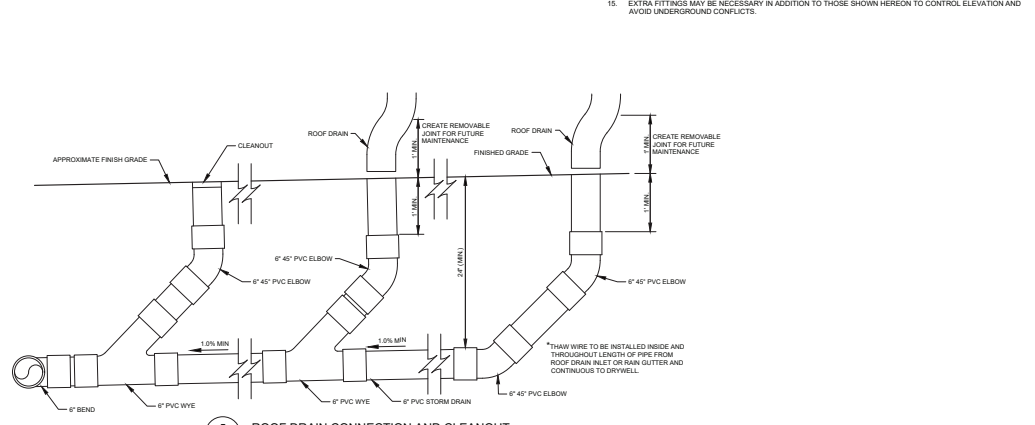 15. EXTRA FITTINGS MAY BE NECESSARY IN ADDITION TO THOSE SHOWN HEREON TO CONTROL ELEVATION AND
AVOID UNDERGROUND CONFLICTS.
ROOF DRAIN
CREATE REMOVABLE
JOINT FOR FUTURE
MAINTENANCE
1' MIN.
ROOF DRAIN
CREATE REMOVABLE
JOINT FOR FUTURE
MAINTENANCE
1' MIN.
CLEANOUT
APPROXIMATE FINISH GRADE
FINISHED GRADE
1' MIN.
1' MIN.
24" (MIN.)
6" 45° PVC ELBOW
6" 45° PVC ELBOW
6" 45° PVC ELBOW
1.0% MIN
1.0% MIN
*THAW WIRE TO BE INSTALLED INSIDE AND
THROUGHOUT LENGTH OF PIPE FROM
ROOF DRAIN INLET OR RAIN GUTTER AND
CONTINUOUS TO DRYWELL.
6" 45° PVC ELBOW
6" BEND
6" PVC WYE
6" PVC WYE
6" PVC STORM DRAIN
ROOF DRAIN CONNECTION AND CLEANOUT